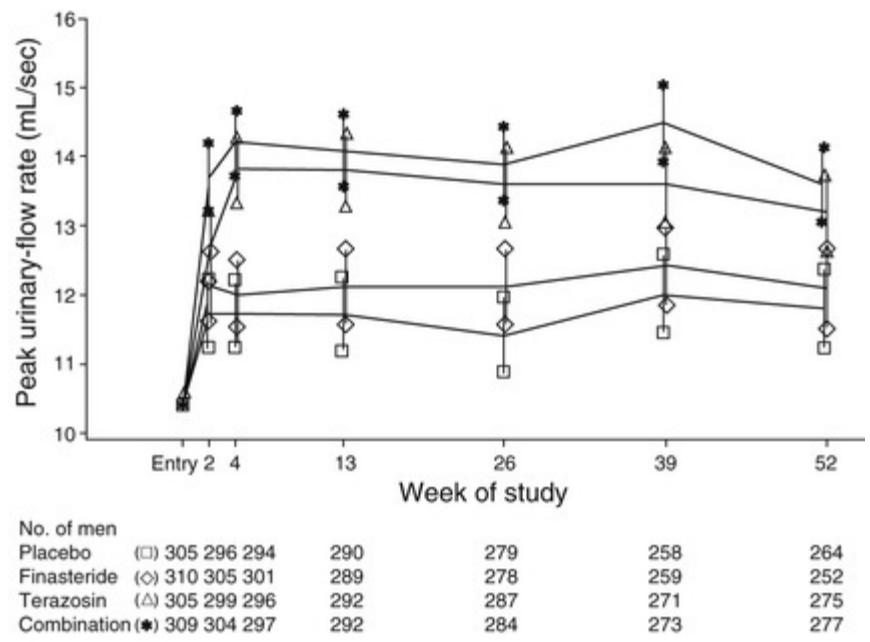 Peak urinary-flow rate (mL/sec)
16
15
14
13
12
11
10
Entry 2 4 13 26 39 52
Week of study
No. of men
Placebo (□) 305 296 294 290 279 258 264
Finasteride (◇) 310 305 301 289 278 259 252
Terazosin (△) 305 299 296 292 287 271 275
Combination (✱) 309 304 297 292 284 273 277